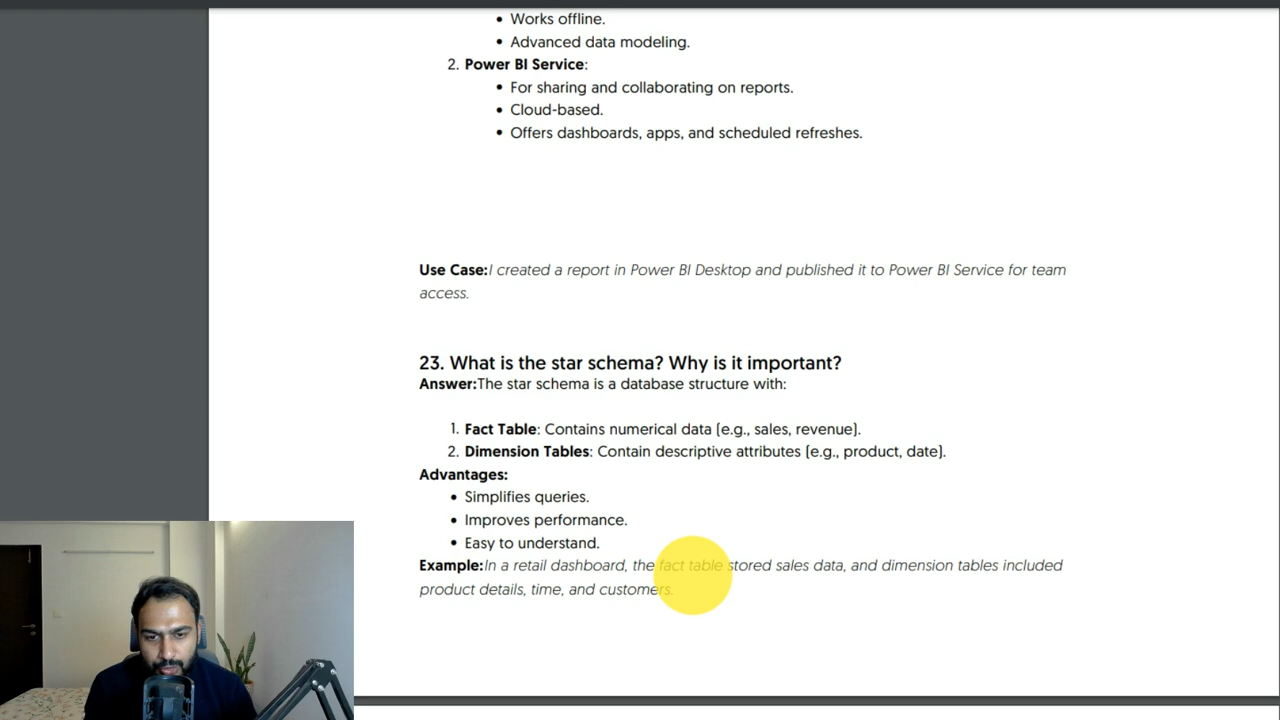 • Works offline.
• Advanced data modeling.
2. Power BI Service:
• For sharing and collaborating on reports.
• Cloud-based.
• Offers dashboards, apps, and scheduled refreshes.
Use Case:I created a report in Power BI Desktop and published it to Power BI Service for team
access.
23. What is the star schema? Why is it important?
Answer:The star schema is a database structure with:
1. Fact Table: Contains numerical data (e.g., sales, revenue).
2. Dimension Tables: Contain descriptive attributes (e.g., product, date).
Advantages:
• Simplifies queries.
• Improves performance.
• Easy to understand.
Example:In a retail dashboard, the fact table stored sales data, and dimension tables included
product details, time, and customers.